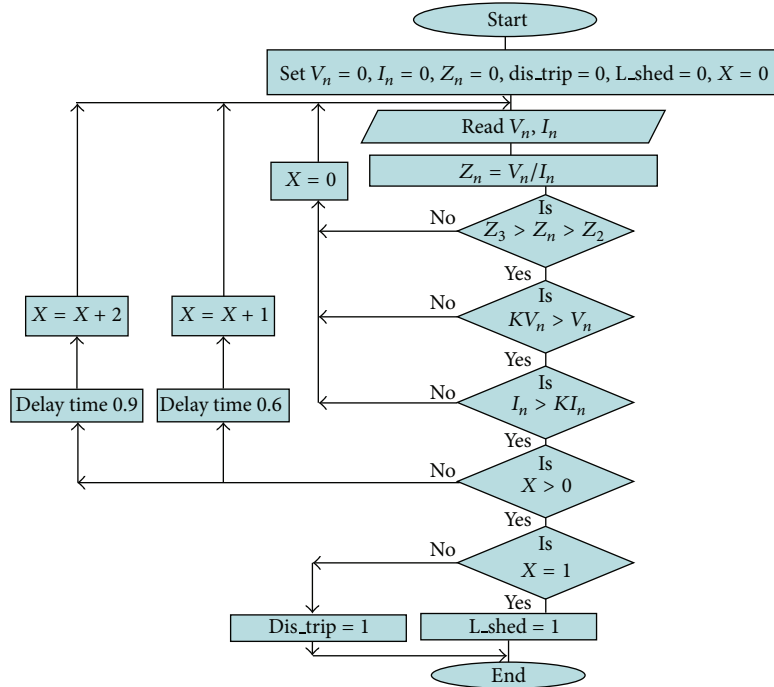 Start
Set Vn = 0, In = 0, Zn = 0, dis_trip = 0, L_shed = 0, X = 0
Read Vn, In
Zn = Vn/In
X = 0
No
Is
Z3 > Zn > Z2
Yes
X = X + 2
X = X + 1
No
Is
KVn > Vn
Yes
Delay time 0.9
Delay time 0.6
No
Is
In > KIn
Yes
No
Is
X > 0
Yes
No
Is
X = 1
Yes
Dis_trip = 1
L_shed = 1
End